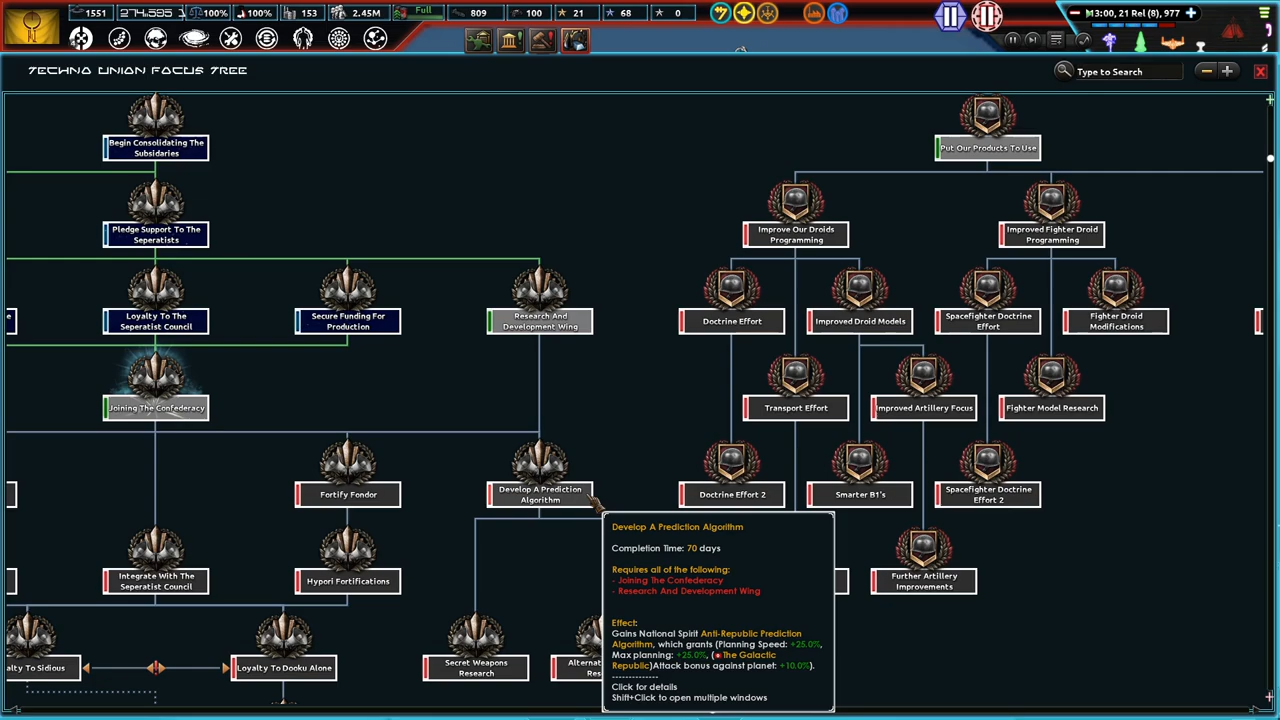 1551
274,595
100%
100%
153
2.45M
Full
809
100
21
68
0
13:00, 21 Rel (8), 977
TECHNO UNION FOCUS TREE
Type to Search
Begin Consolidating The
Subsidaries
Put Our Products To Use
Pledge Support To The
Seperatists
Improve Our Droids
Programming
Improved Fighter Droid
Programming
Loyalty To The
Seperatist Council
Secure Funding For
Production
Research And
Development Wing
Doctrine Effort
Improved Droid Models
Spacefighter Doctrine
Effort
Fighter Droid
Modifications
Joining The Confederacy
Transport Effort
Improved Artillery Focus
Fighter Model Research
Fortify Fondor
Develop A Prediction
Algorithm
Doctrine Effort 2
Smarter B1's
Spacefighter Doctrine
Effort 2
Integrate With The
Seperatist Council
Hypori Fortifications
Further Artillery
Improvements
alty To Sidious
Loyalty To Dooku Alone
Secret Weapons
Research
Develop A Prediction Algorithm
Completion Time: 70 days
Requires all of the following:
- Joining The Confederacy
- Research And Development Wing
Effect:
Gains National Spirit Anti-Republic Prediction
Algorithm, which grants (Planning Speed: +25.0%,
Max planning: +25.0%, (The Galactic
Republic)Attack bonus against planet: +10.0%).
--------------
Click for details
Shift+Click to open multiple windows